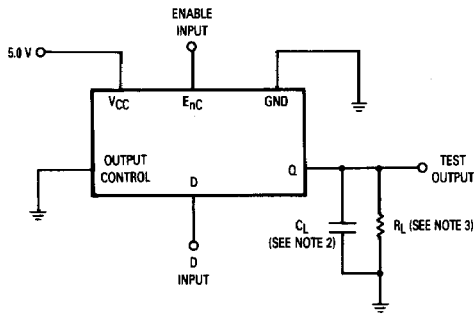 ENABLE
INPUT
5.0 V
VCC
EnC
GND
OUTPUT
CONTROL
D
Q
TEST
OUTPUT
CL
(SEE NOTE 2)
RL (SEE NOTE 3)
D
INPUT